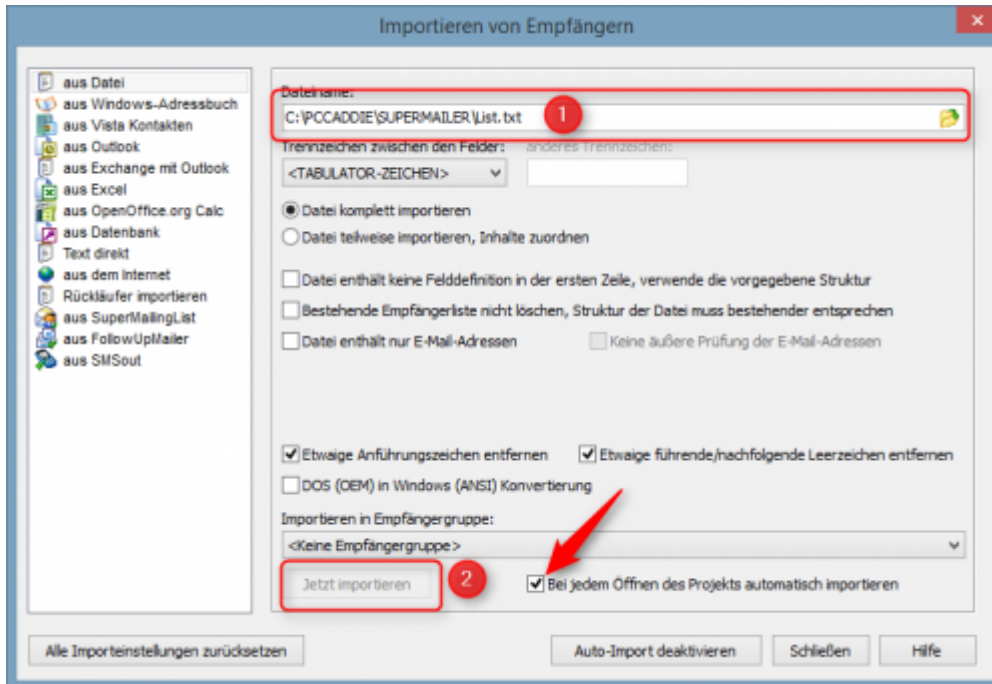 Importieren von Empfängern
aus Datei
aus Windows-Adressbuch
aus Vista Kontakten
aus Outlook
aus Exchange mit Outlook
aus Excel
aus OpenOffice.org Calc
aus Datenbank
Text direkt
aus dem Internet
Rückläufer importieren
aus SuperMailingList
aus FollowUpMailer
aus SMSout
Dateiname:
C:\PCCADDIE\SUPERMAILER\List.txt 1
Trennzeichen zwischen den Felder: anderes Trennzeichen:
<TABULATOR-ZEICHEN>
Datei komplett importieren
Datei teilweise importieren, Inhalte zuordnen
Datei enthält keine Felddefinition in der ersten Zeile, verwende die vorgegebene Struktur
Bestehende Empfängerliste nicht löschen, Struktur der Datei muss bestehender entsprechen
Datei enthält nur E-Mail-Adressen Keine äußere Prüfung der E-Mail-Adressen
Etwaige Anführungszeichen entfernen Etwaige führende/nachfolgende Leerzeichen entfernen
DOS (OEM) in Windows (ANSI) Konvertierung
Importieren in Empfängergruppe:
<Keine Empfängergruppe>
Jetzt importieren 2 Bei jedem Öffnen des Projekts automatisch importieren
Alle Importeinstellungen zurücksetzen Auto-Import deaktivieren Schließen Hilfe